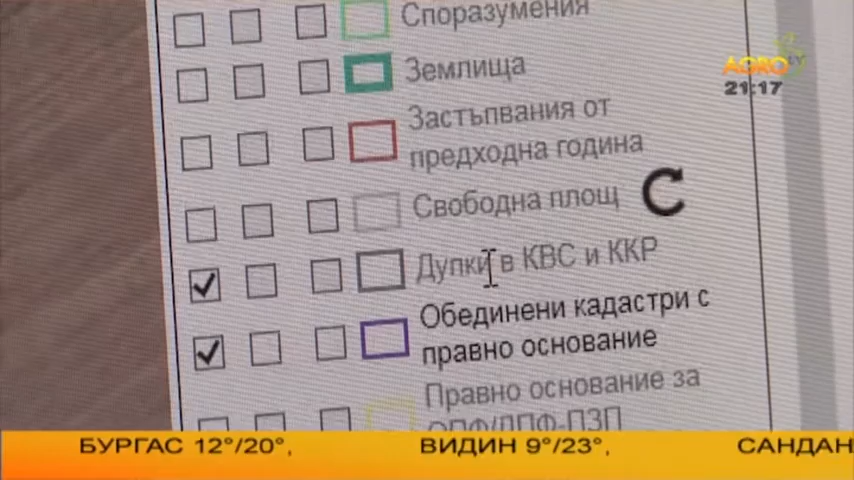 Споразумения
Землища
Застъпвания от
предходна година
Свободна площ
Дупки в КВС и ККР
Обединени кадастри с
правно основание
Правно основание за
AGRO
21:17
БУРГАС 12°/20°, ВИДИН 9°/23°, САНДАН